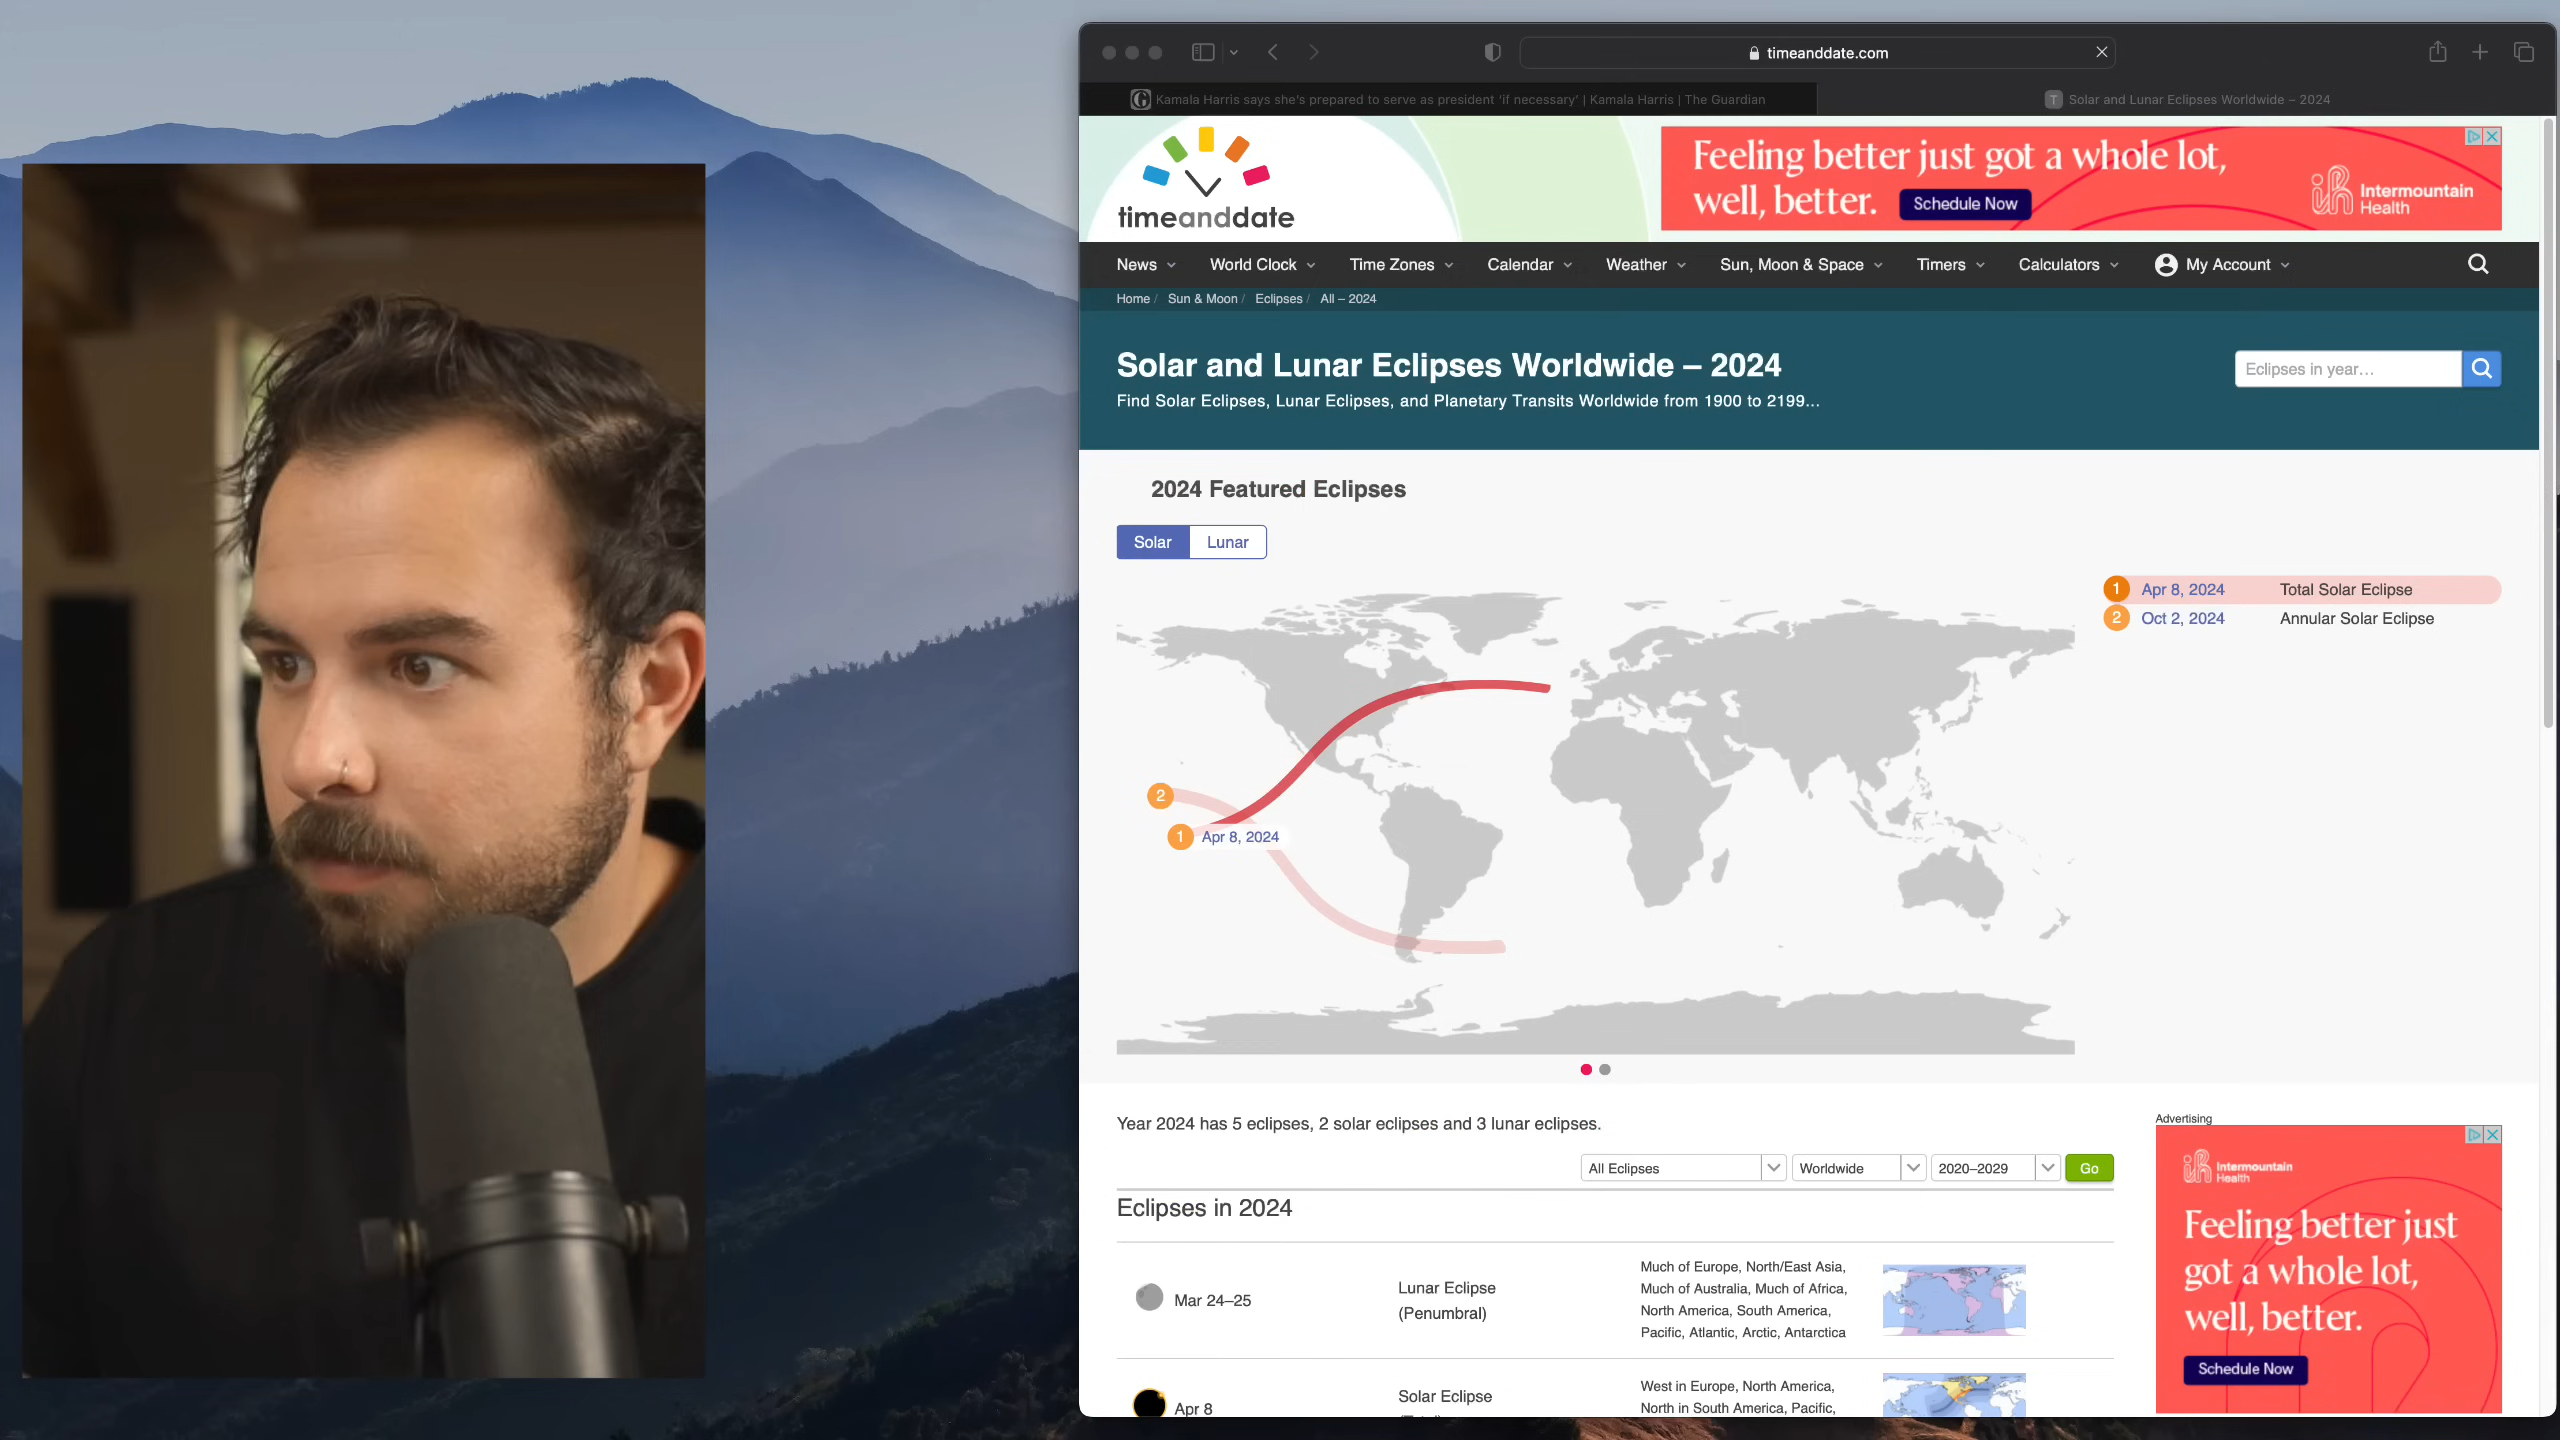 timeanddate.com
Kamala Harris says she's prepared to serve as president 'if necessary' | Kamala Harris | The Guardian
T Solar and Lunar Eclipses Worldwide – 2024
timeanddate
Feeling better just got a whole lot,
well, better. Schedule Now
Intermountain
Health
News World Clock Time Zones Calendar Weather Sun, Moon & Space Timers Calculators My Account
Home / Sun & Moon / Eclipses / All – 2024
Solar and Lunar Eclipses Worldwide – 2024
Eclipses in year...
Find Solar Eclipses, Lunar Eclipses, and Planetary Transits Worldwide from 1900 to 2199...
2024 Featured Eclipses
Solar Lunar
1 Apr 8, 2024 Total Solar Eclipse
2 Oct 2, 2024 Annular Solar Eclipse
2
1 Apr 8, 2024
Year 2024 has 5 eclipses, 2 solar eclipses and 3 lunar eclipses.
All Eclipses Worldwide 2020–2029 Go
Eclipses in 2024
Mar 24–25
Lunar Eclipse
(Penumbral)
Much of Europe, North/East Asia,
Much of Australia, Much of Africa,
North America, South America,
Pacific, Atlantic, Arctic, Antarctica
Apr 8
Solar Eclipse
West in Europe, North America,
North in South America, Pacific,
Advertising
Intermountain
Health
Feeling better just
got a whole lot,
well, better.
Schedule Now